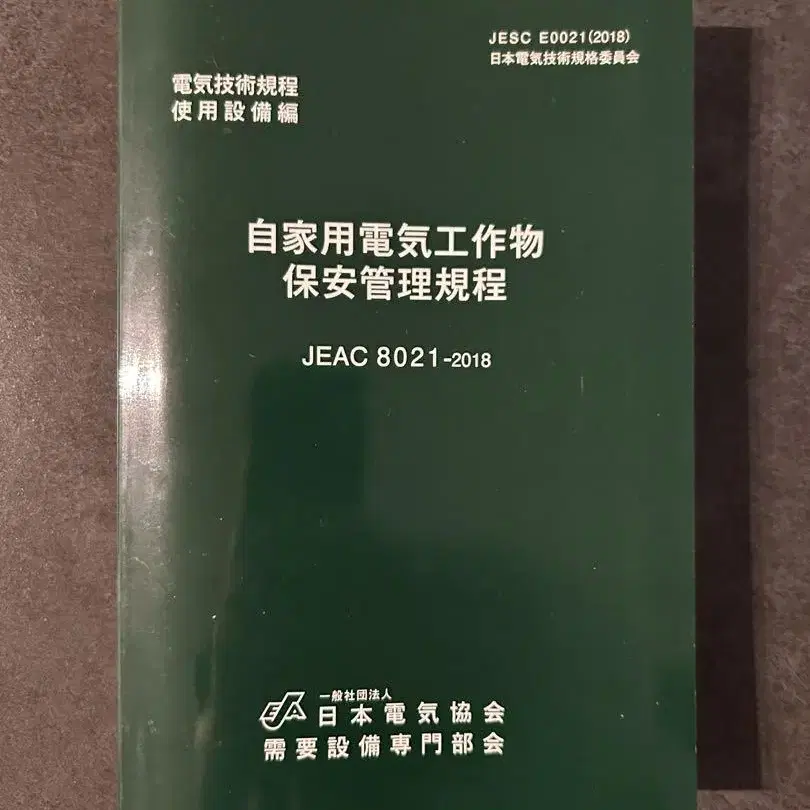 JESC E0021(2018)
日本電気技術規格委員会
電気技術規程
使用設備編
自家用電気工作物
保安管理規程
JEAC 8021-2018
JEA
一般社団法人
日本電気協会
需要設備専門部会